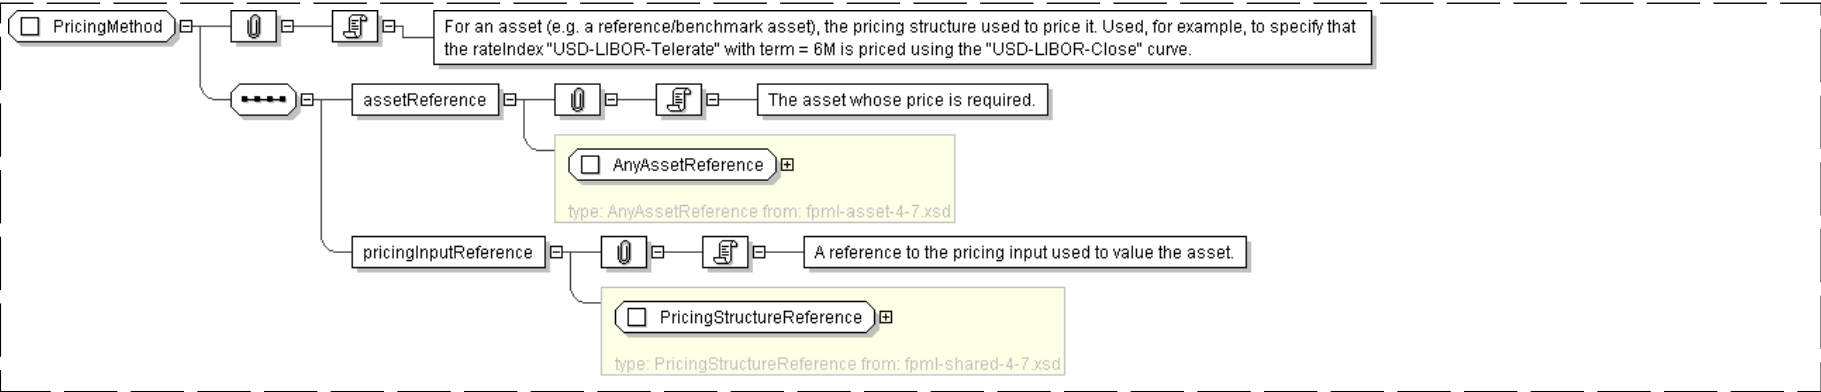 PricingMethod
For an asset (e.g. a reference/benchmark asset), the pricing structure used to price it. Used, for example, to specify that
the rateIndex "USD-LIBOR-Telerate" with term = 6M is priced using the "USD-LIBOR-Close" curve.
assetReference
The asset whose price is required.
AnyAssetReference
type: AnyAssetReference from: fpml-asset-4-7.xsd
pricingInputReference
A reference to the pricing input used to value the asset.
PricingStructureReference
type: PricingStructureReference from: fpml-shared-4-7.xsd